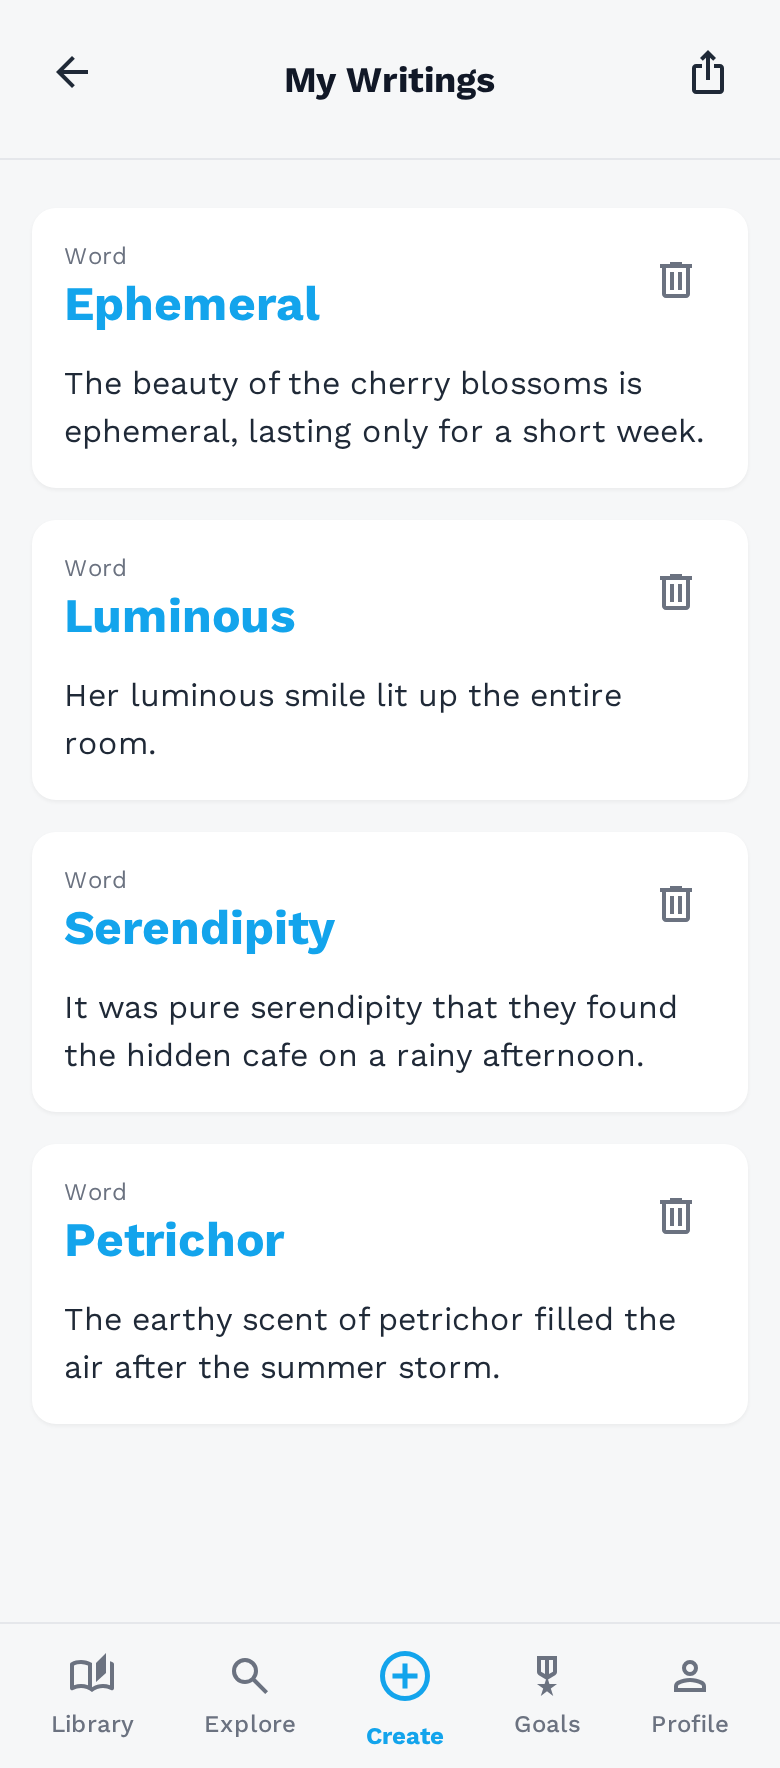 My Writings
Word
Ephemeral
The beauty of the cherry blossoms is
ephemeral, lasting only for a short week.
Word
Luminous
Her luminous smile lit up the entire
room.
Word
Serendipity
It was pure serendipity that they found
the hidden cafe on a rainy afternoon.
Word
Petrichor
The earthy scent of petrichor filled the
air after the summer storm.
Library
Explore
Create
Goals
Profile